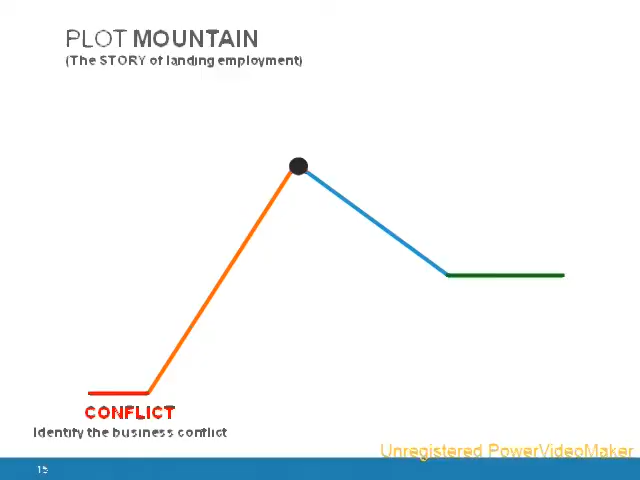 PLOT MOUNTAIN
(The STORY of landing employment)
CONFLICT
Identify the business conflict
Unregistered PowerVideoMaker
15